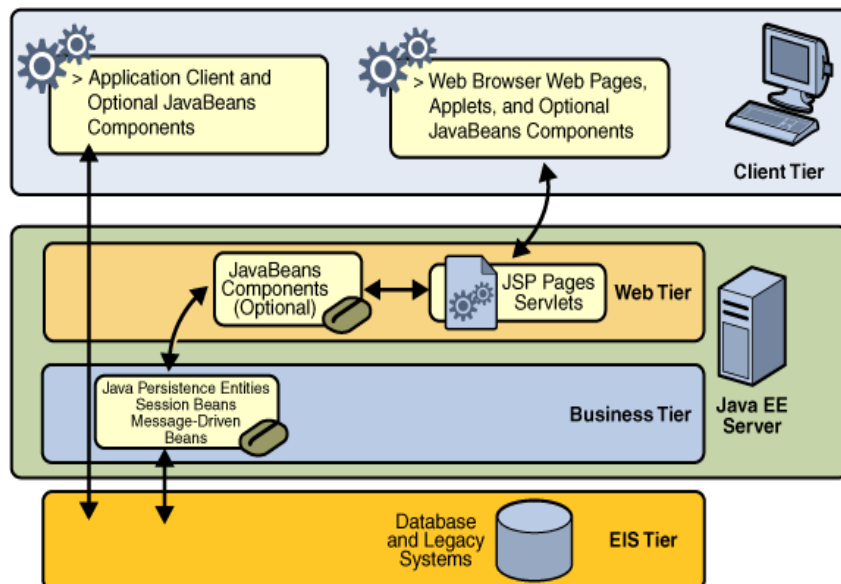 > Application Client and
Optional JavaBeans
Components
> Web Browser Web Pages,
Applets, and Optional
JavaBeans Components
Client Tier
JavaBeans
Components
(Optional)
JSP Pages
Servlets
Web Tier
Java Persistence Entities
Session Beans
Message-Driven
Beans
Business Tier
Java EE
Server
Database
and Legacy
Systems
EIS Tier